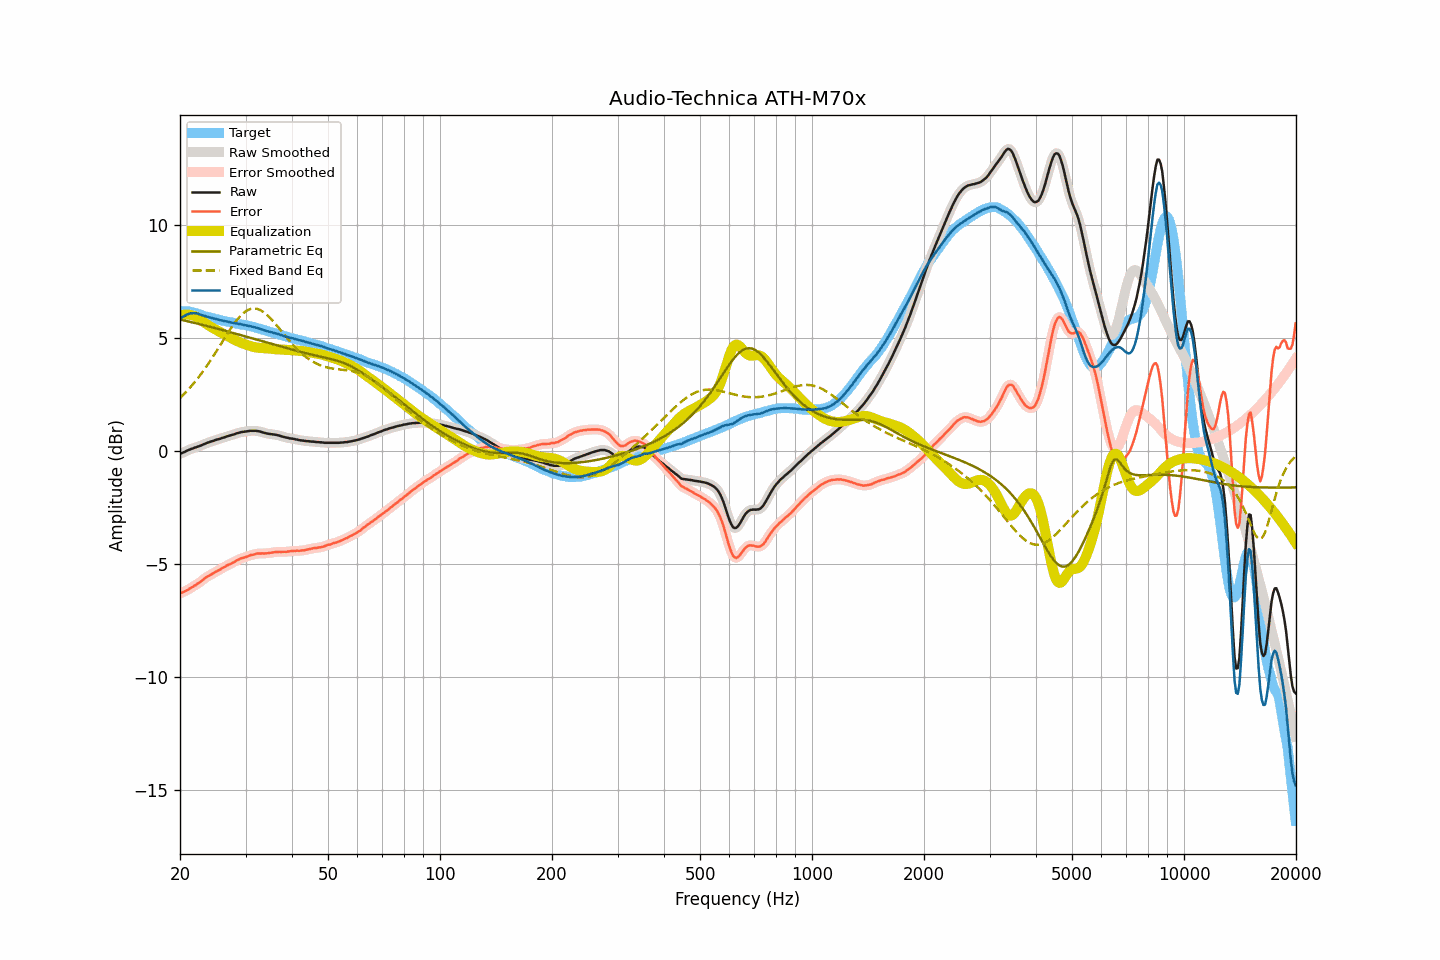 Audio-Technica ATH-M70x
Target
Raw Smoothed
Error Smoothed
Raw
Error
Equalization
Parametric Eq
Fixed Band Eq
Equalized
10
5
0
−5
−10
−15
Amplitude (dBr)
20 50 100 200 500 1000 2000 5000 10000 20000
Frequency (Hz)